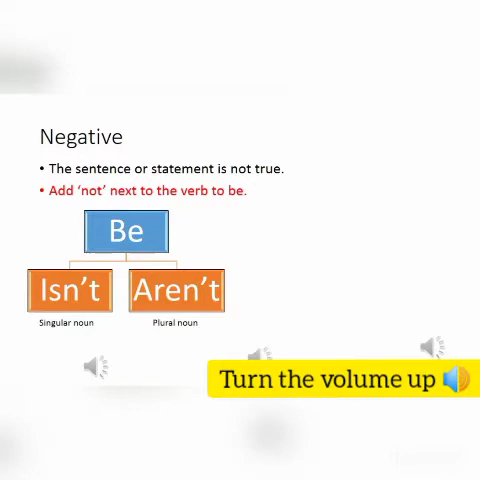 Negative
• The sentence or statement is not true.
• Add ‘not’ next to the verb to be.
Be
Isn’t Aren’t
Singular noun Plural noun
Turn the volume up